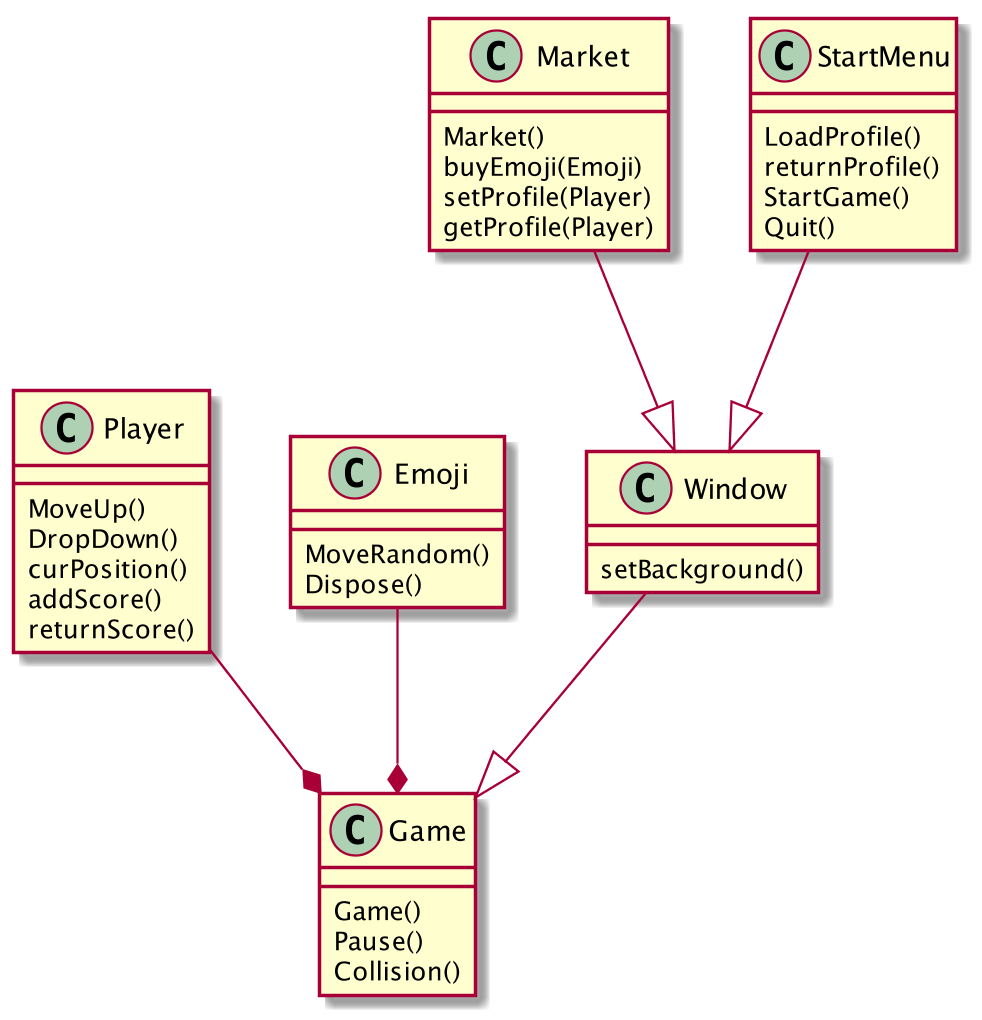 C Market
Market()
buyEmoji(Emoji)
setProfile(Player)
getProfile(Player)
C StartMenu
LoadProfile()
returnProfile()
StartGame()
Quit()
C Player
MoveUp()
DropDown()
curPosition()
addScore()
returnScore()
C Emoji
MoveRandom()
Dispose()
C Window
setBackground()
C Game
Game()
Pause()
Collision()